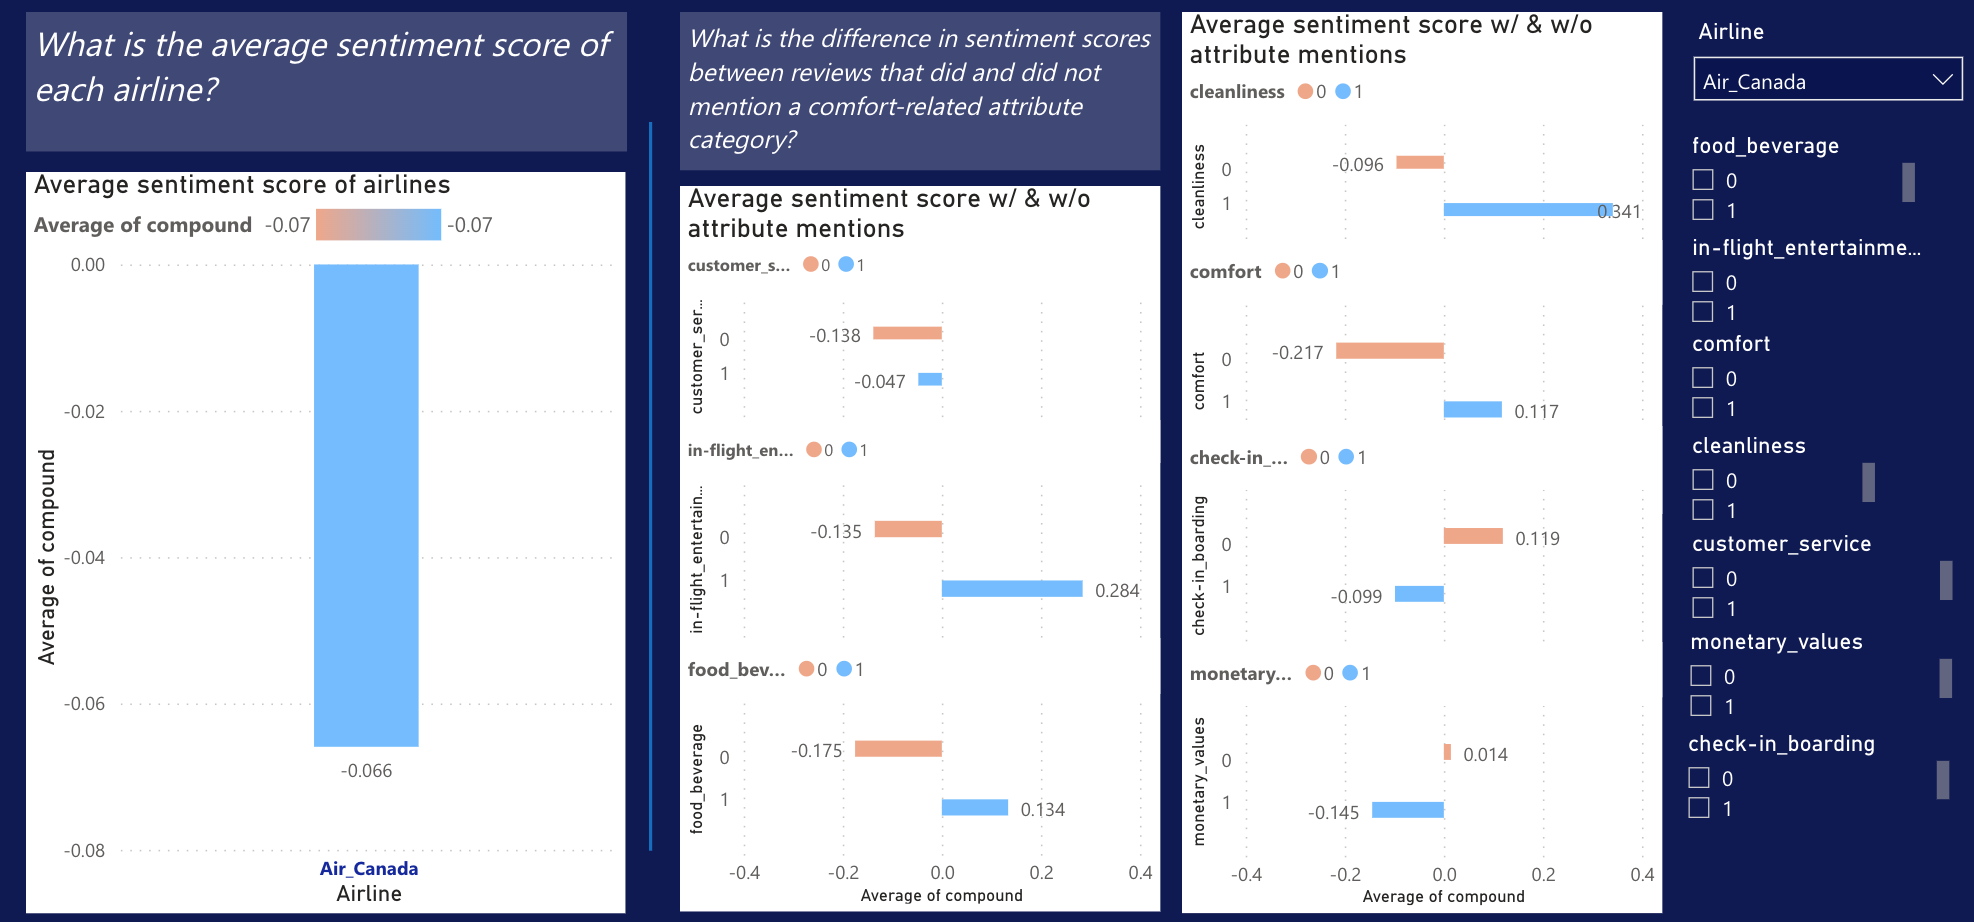 What is the average sentiment score of
each airline?
Average sentiment score of airlines
Average of compound -0.07 -0.07
0.00
-0.02
-0.04
-0.06
-0.08
Average of compound
-0.066
Air_Canada
Airline
What is the difference in sentiment scores
between reviews that did and did not
mention a comfort-related attribute
category?
Average sentiment score w/ & w/o
attribute mentions
customer_s... 0 1
customer_ser...
0 -0.138
1 -0.047
in-flight_en... 0 1
in-flight_entertain...
0 -0.135
1 0.284
food_bev... 0 1
food_beverage
0 -0.175
1 0.134
-0.4 -0.2 0.0 0.2 0.4
Average of compound
Average sentiment score w/ & w/o
attribute mentions
cleanliness 0 1
cleanliness
0 -0.096
1 0.341
comfort 0 1
comfort
0 -0.217
1 0.117
check-in_... 0 1
check-in_boarding
0 0.119
1 -0.099
monetary... 0 1
monetary_values
0 0.014
1 -0.145
-0.4 -0.2 0.0 0.2 0.4
Average of compound
Airline
Air_Canada
food_beverage
0
1
in-flight_entertainme...
0
1
comfort
0
1
cleanliness
0
1
customer_service
0
1
monetary_values
0
1
check-in_boarding
0
1